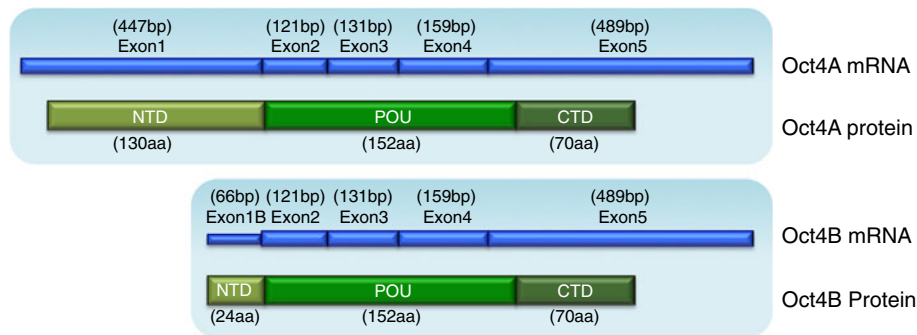 (447bp) (121bp) (131bp) (159bp) (489bp)
Exon1 Exon2 Exon3 Exon4 Exon5
Oct4A mRNA
NTD POU CTD
Oct4A protein
(130aa) (152aa) (70aa)
(66bp) (121bp) (131bp) (159bp) (489bp)
Exon1B Exon2 Exon3 Exon4 Exon5
Oct4B mRNA
NTD POU CTD
Oct4B Protein
(24aa) (152aa) (70aa)